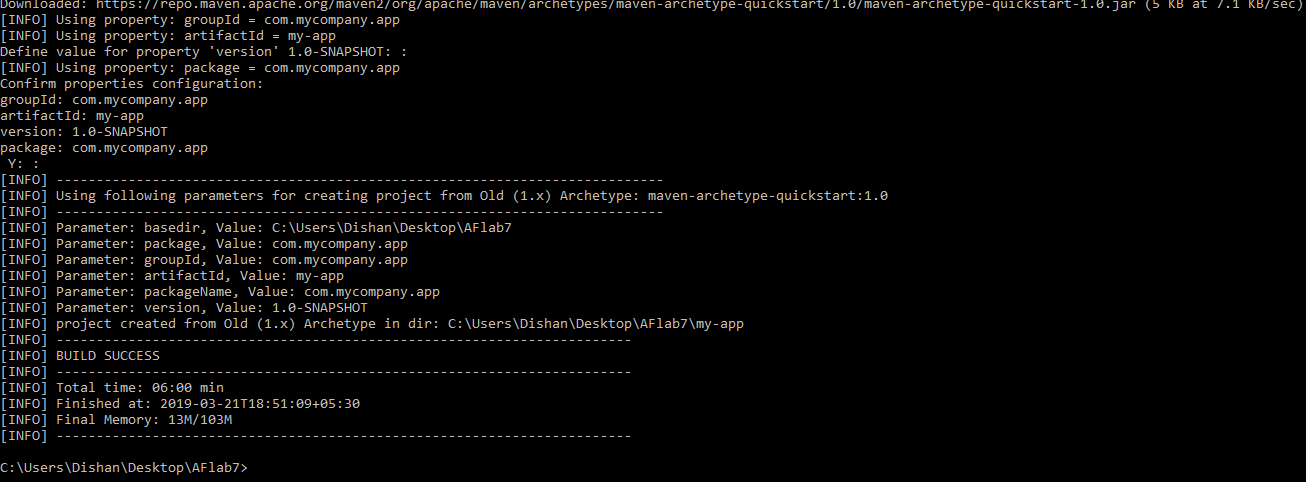 Downloaded: https://repo.maven.apache.org/maven2/org/apache/maven/archetypes/maven-archetype-quickstart/1.0/maven-archetype-quickstart-1.0.jar (5 KB at 7.1 KB/sec)
[INFO] Using property: groupId = com.mycompany.app
[INFO] Using property: artifactId = my-app
Define value for property 'version' 1.0-SNAPSHOT: :
[INFO] Using property: package = com.mycompany.app
Confirm properties configuration:
groupId: com.mycompany.app
artifactId: my-app
version: 1.0-SNAPSHOT
package: com.mycompany.app
 Y: :
[INFO] ----------------------------------------------------------------------------
[INFO] Using following parameters for creating project from Old (1.x) Archetype: maven-archetype-quickstart:1.0
[INFO] ----------------------------------------------------------------------------
[INFO] Parameter: basedir, Value: C:\Users\Dishan\Desktop\AFlab7
[INFO] Parameter: package, Value: com.mycompany.app
[INFO] Parameter: groupId, Value: com.mycompany.app
[INFO] Parameter: artifactId, Value: my-app
[INFO] Parameter: packageName, Value: com.mycompany.app
[INFO] Parameter: version, Value: 1.0-SNAPSHOT
[INFO] project created from Old (1.x) Archetype in dir: C:\Users\Dishan\Desktop\AFlab7\my-app
[INFO] ------------------------------------------------------------------------
[INFO] BUILD SUCCESS
[INFO] ------------------------------------------------------------------------
[INFO] Total time: 06:00 min
[INFO] Finished at: 2019-03-21T18:51:09+05:30
[INFO] Final Memory: 13M/103M
[INFO] ------------------------------------------------------------------------
C:\Users\Dishan\Desktop\AFlab7>